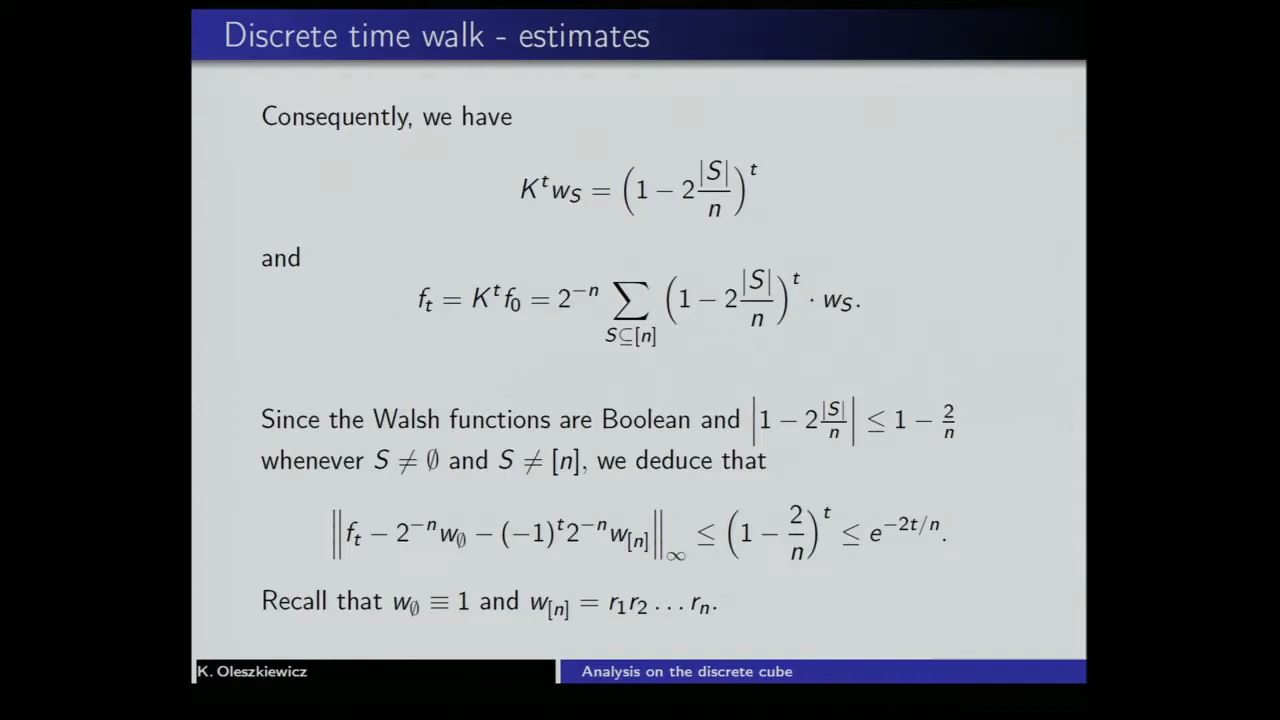 Discrete time walk - estimates
Consequently, we have
K^t w_S = (1 − 2 |S|/n)^t
and
f_t = K^t f_0 = 2^{−n} ∑_{S⊆[n]} (1 − 2 |S|/n)^t · w_S.
Since the Walsh functions are Boolean and |1 − 2 |S|/n| ≤ 1 − 2/n
whenever S ≠ ∅ and S ≠ [n], we deduce that
‖f_t − 2^{−n} w_∅ − (−1)^t 2^{−n} w_{[n]}‖_∞ ≤ (1 − 2/n)^t ≤ e^{−2t/n}.
Recall that w_∅ ≡ 1 and w_{[n]} = r_1 r_2 … r_n.
K. Oleszkiewicz
Analysis on the discrete cube